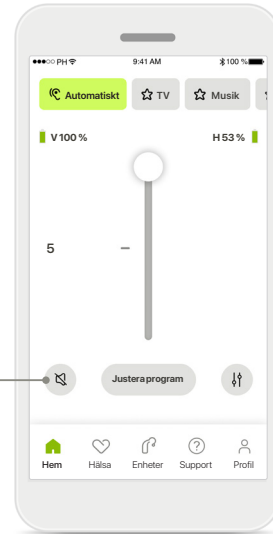 PH 9:41 AM 100 %
Automatiskt TV Musik
V 100 % H 53 %
5
Justera program
Hem Hälsa Enheter Support Profil